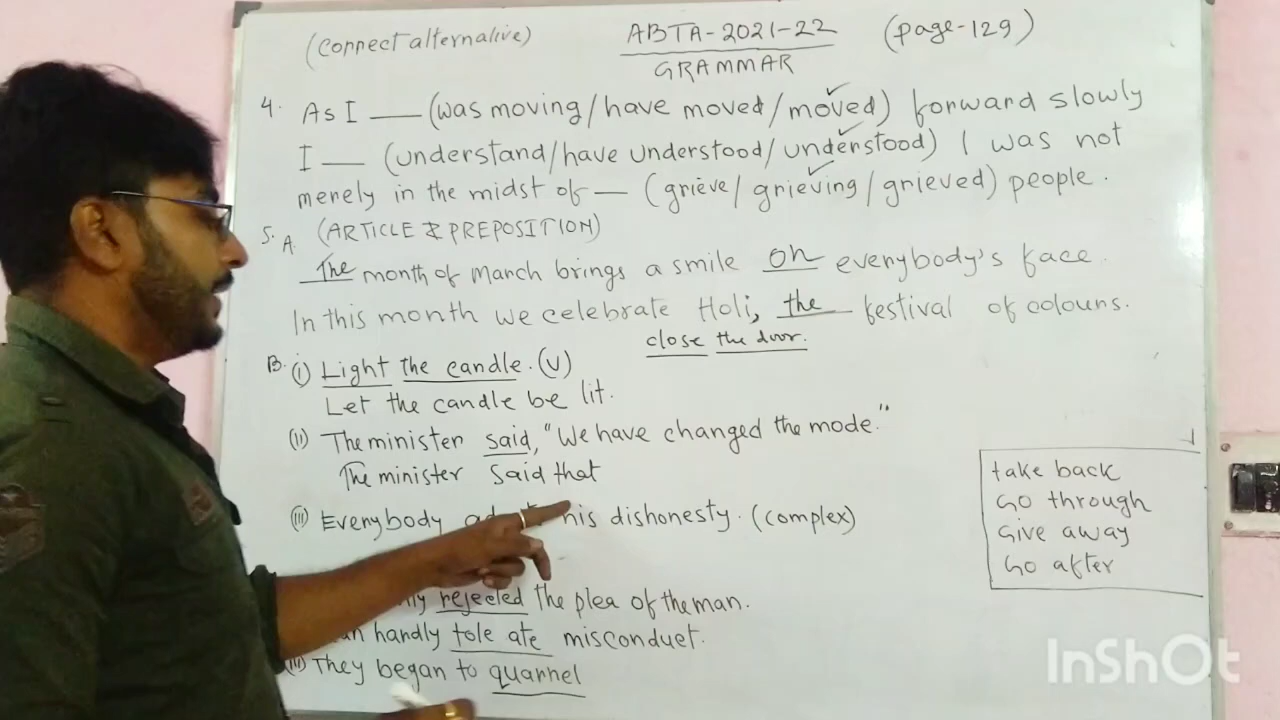 (correct alternative)
ABTA-2021-22
(page-129)
GRAMMAR
4. As I ___ (was moving/have moved/moved) forward slowly
I ___ (understand/have understood/understood) I was not
merely in the midst of — (grieve/grieving/grieved) people.
5. A. (ARTICLE & PREPOSITION)
The month of March brings a smile on everybody's face.
In this month we celebrate Holi, the festival of colours.
close the door.
B. (i) Light the candle. (V)
Let the candle be lit.
(ii) The minister said, "We have changed the mode."
The minister said that
(iii) Everybody his dishonesty. (complex)
rejected the plea of the man.
hardly tole ate misconduct.
(iii) They began to quarrel
take back
Go through
Give away
Go after
InShOt